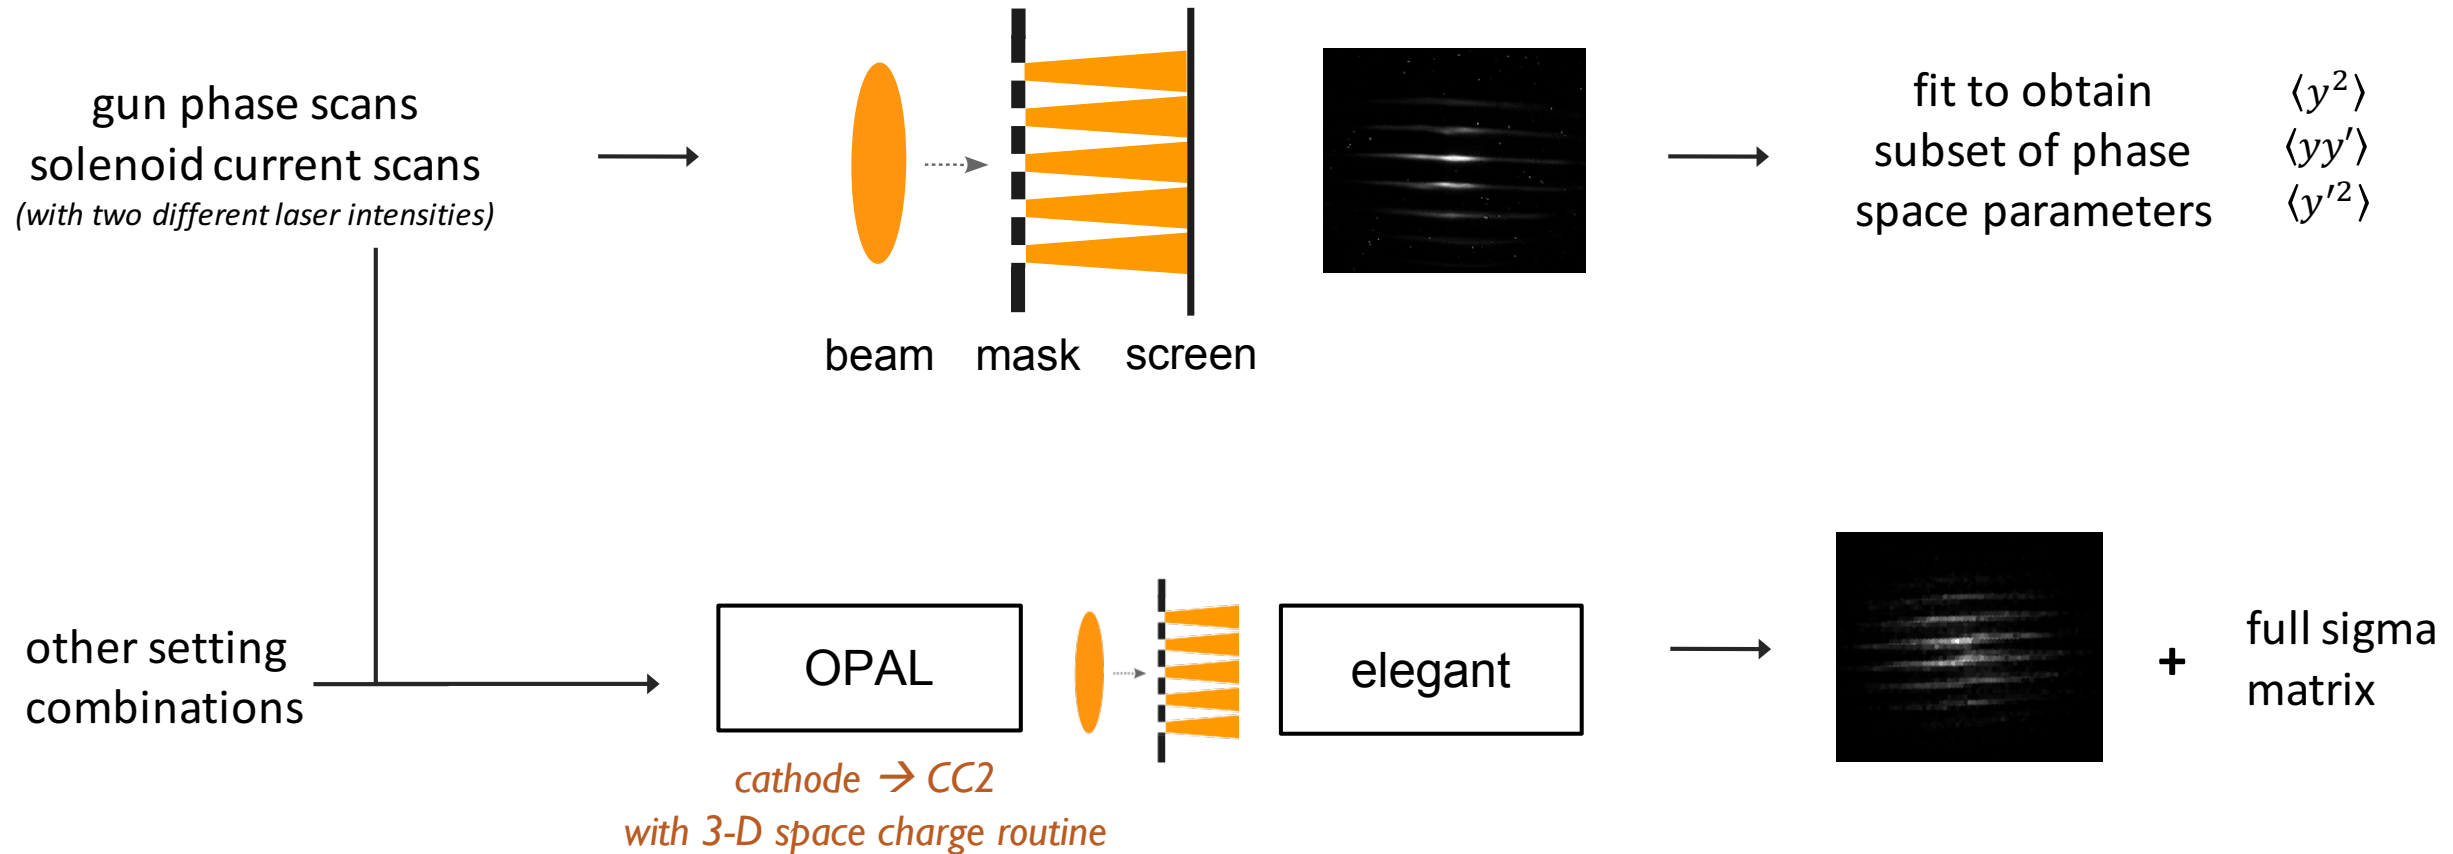 gun phase scans
solenoid current scans
(with two different laser intensities)
beam
mask
screen
fit to obtain
subset of phase
space parameters
⟨y²⟩
⟨yy′⟩
⟨y′²⟩
other setting
combinations
OPAL
cathode → CC2
with 3-D space charge routine
elegant
+
full sigma
matrix